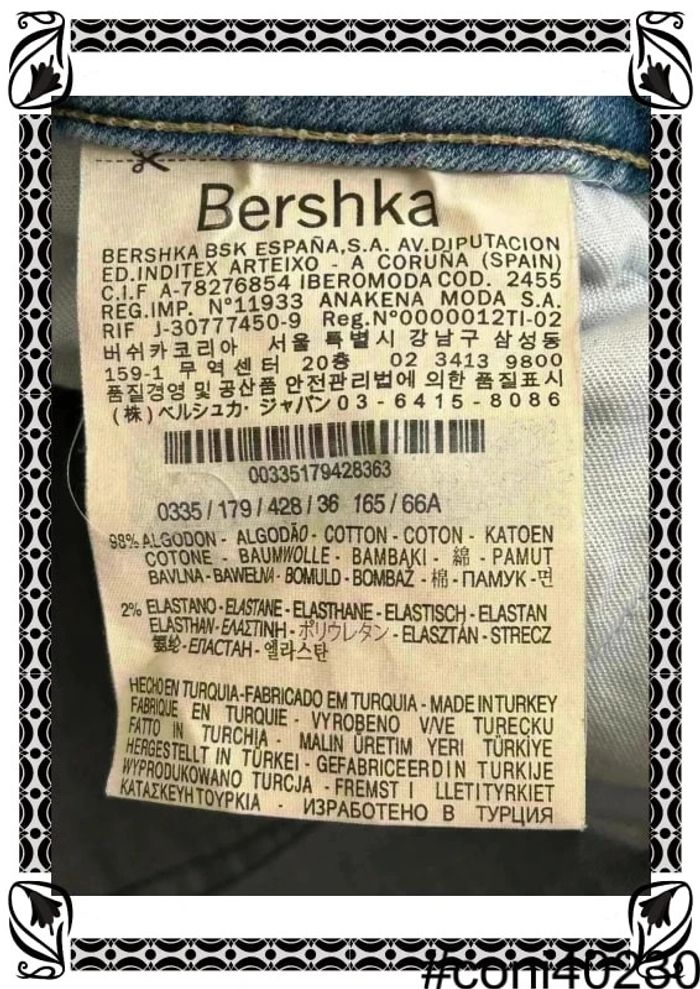 Bershka
BERSHKA BSK ESPAÑA,S.A. AV.DIPUTACION
ED.INDITEX ARTEIXO - A CORUÑA (SPAIN)
C.I.F A-78276854 IBEROMODA COD. 2455
REG.IMP. Nº11933 ANAKENA MODA S.A.
RIF J-30777450-9 Reg.Nº0000012TI-02
버쉬카코리아 서울 특별시 강남구 삼성동
159-1 무역센터 20층 02 3413 9800
품질경영 및 공산품 안전관리법에 의한 품질표시
(株)ベルシュカ・ジャパン 03-6415-8086
00335179428363
0335 / 179 / 428 / 36 165 / 66A
98% ALGODON - ALGODÃO - COTTON - COTON - KATOEN
COTONE - BAUMWOLLE - BAMBAKI - 綿 - PAMUT
BAVLNA - BAWEŁNA - BOMULD - BOMBAŽ - 棉 - ПАМУК - 면
2% ELASTANO - ELASTANE - ELASTHANE - ELASTISCH - ELASTAN
ELASTHAN - ΕΛΑΣΤΙΝΗ - ポリウレタン - ELASZTÁN - STRECZ
氨纶 - ЕЛАСТАН - 엘라스탄
HECHO EN TURQUIA-FABRICADO EM TURQUIA - MADE IN TURKEY
FABRIQUE EN TURQUIE - VYROBENO V/VE TURECKU
FATTO IN TURCHIA - MALIN ÜRETIM YERI TÜRKİYE
HERGESTELLT IN TÜRKEI - GEFABRICEERD IN TURKIJE
WYPRODUKOWANO TURCJA - FREMST I LLETITYRKIET
ΚΑΤΑΣΚΕΥΗ ΤΟΥΡΚΙΑ - ИЗРАБОТЕНО В ТУРЦИЯ
#comi40230